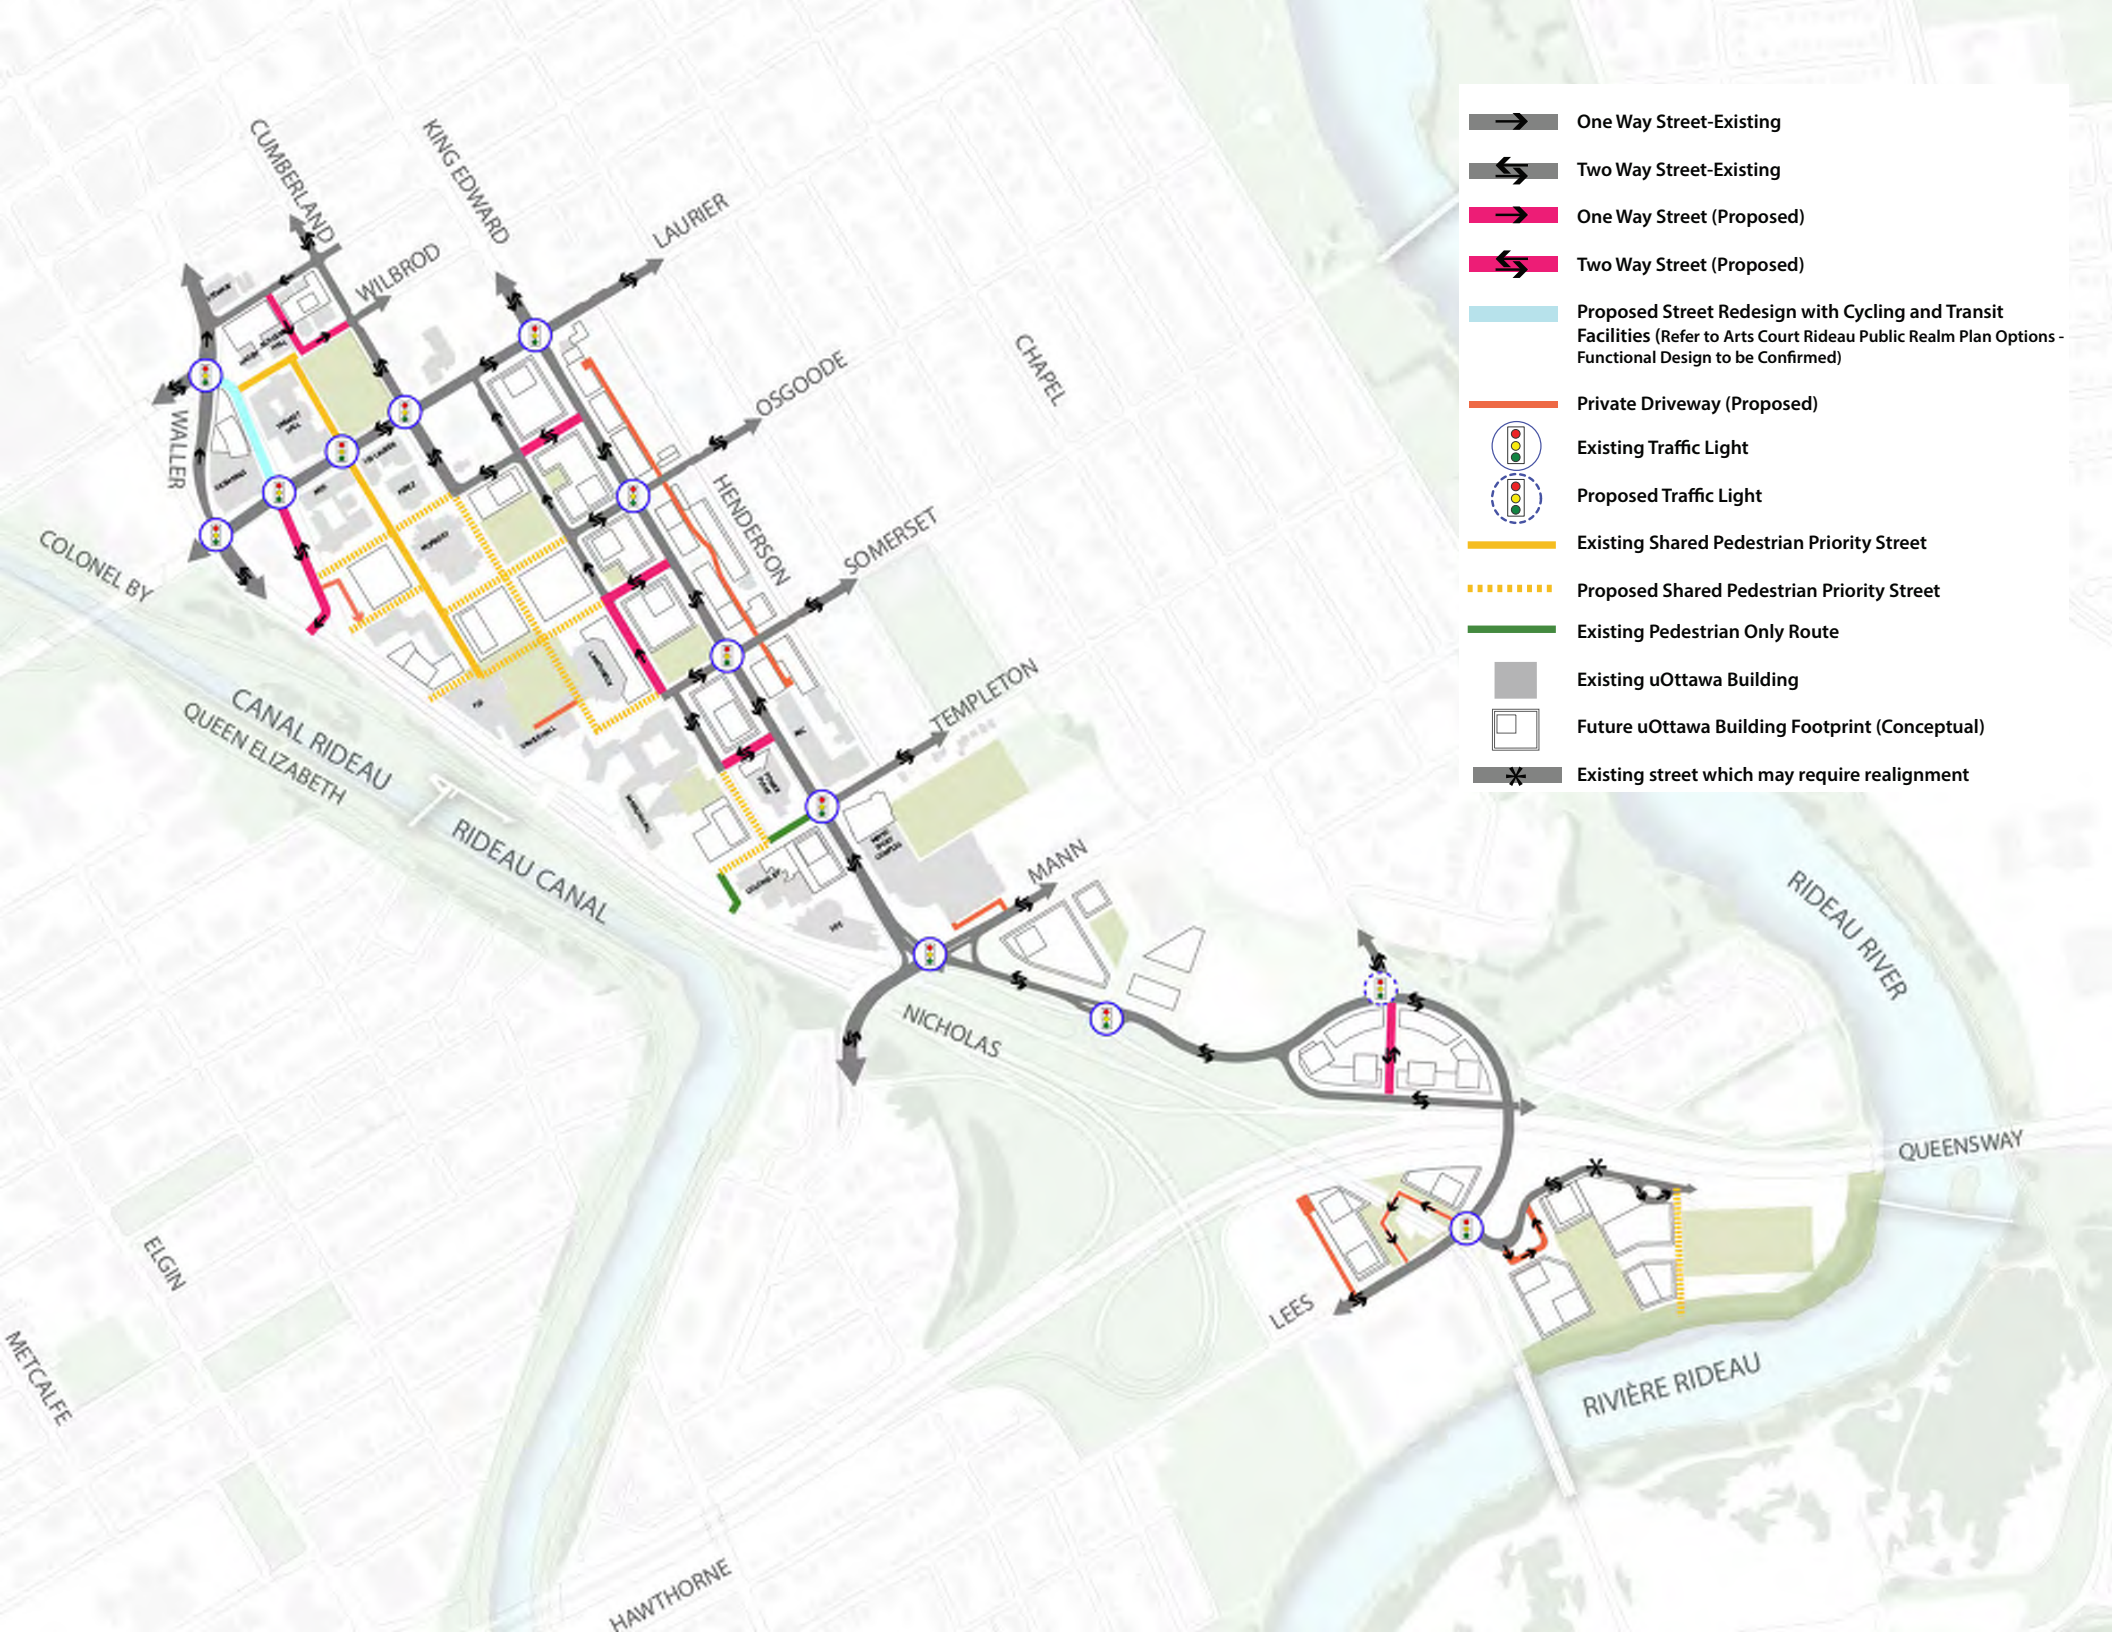 CUMBERLAND
KING EDWARD
LAURIER
WILBROD
One Way Street-Existing
Two Way Street-Existing
One Way Street (Proposed)
Two Way Street (Proposed)
Proposed Street Redesign with Cycling and Transit
Facilities (Refer to Arts Court Rideau Public Realm Plan Options -
Functional Design to be Confirmed)
Private Driveway (Proposed)
Existing Traffic Light
Proposed Traffic Light
Existing Shared Pedestrian Priority Street
Proposed Shared Pedestrian Priority Street
Existing Pedestrian Only Route
Existing uOttawa Building
Future uOttawa Building Footprint (Conceptual)
Existing street which may require realignment
CHAPEL
OSGOODE
WALLER
HENDERSON
SOMERSET
COLONEL BY
TEMPLETON
CANAL RIDEAU
QUEEN ELIZABETH
RIDEAU CANAL
MANN
RIDEAU RIVER
NICHOLAS
QUEENSWAY
ELGIN
LEES
METCALFE
RIVIÈRE RIDEAU
HAWTHORNE